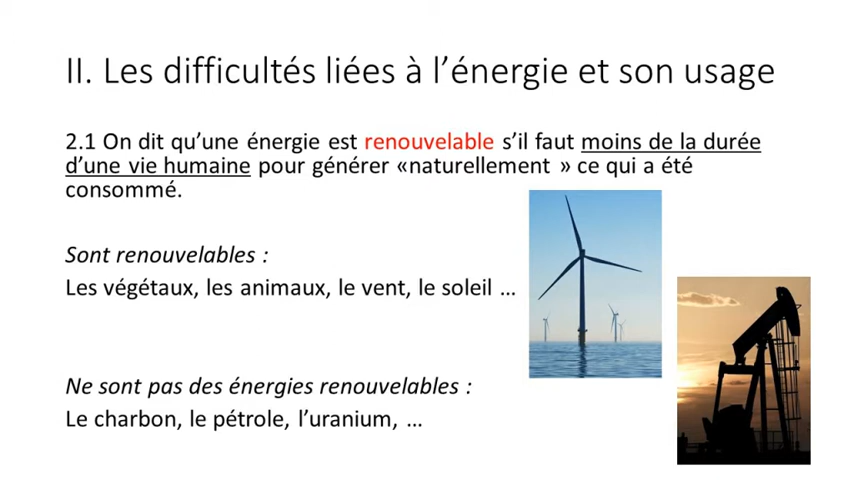 II. Les difficultés liées à l’énergie et son usage
2.1 On dit qu’une énergie est renouvelable s’il faut moins de la durée
d’une vie humaine pour générer «naturellement » ce qui a été
consommé.
Sont renouvelables :
Les végétaux, les animaux, le vent, le soleil …
Ne sont pas des énergies renouvelables :
Le charbon, le pétrole, l’uranium, …